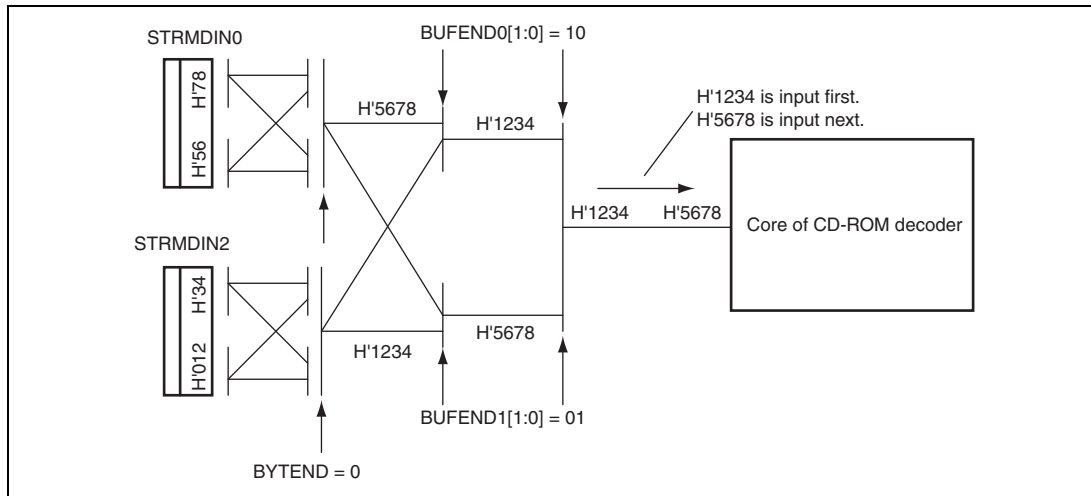 BUFEND0[1:0] = 10
STRMDIN0
H'78
H'56
H'5678
H'1234
H'1234 is input first.
H'5678 is input next.
H'1234
H'5678
Core of CD-ROM decoder
STRMDIN2
H'34
H'012
H'1234
H'5678
BUFEND1[1:0] = 01
BYTEND = 0